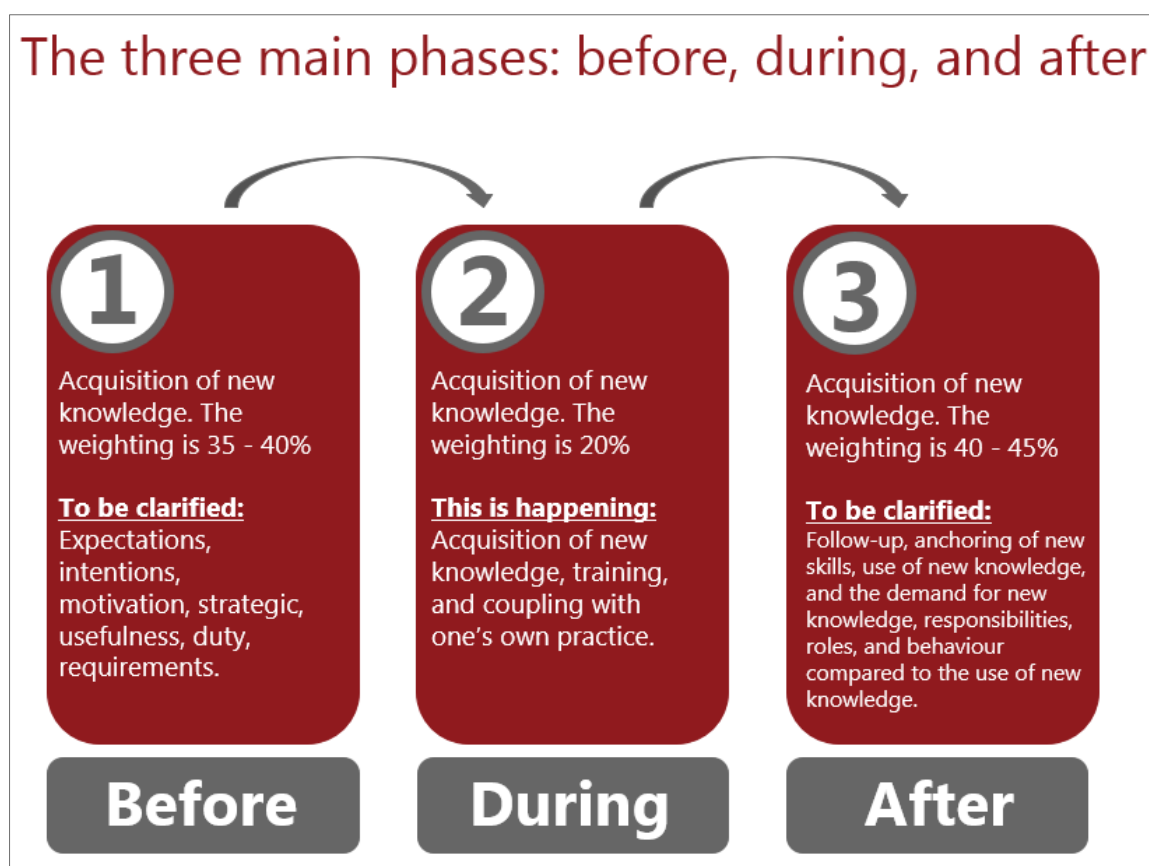 The three main phases: before, during, and after
1
Acquisition of new
knowledge. The
weighting is 35 - 40%
To be clarified:
Expectations,
intentions,
motivation, strategic,
usefulness, duty,
requirements.
Before
2
Acquisition of new
knowledge. The
weighting is 20%
This is happening:
Acquisition of new
knowledge, training,
and coupling with
one’s own practice.
During
3
Acquisition of new
knowledge. The
weighting is 40 - 45%
To be clarified:
Follow-up, anchoring of new
skills, use of new knowledge,
and the demand for new
knowledge, responsibilities,
roles, and behaviour
compared to the use of new
knowledge.
After